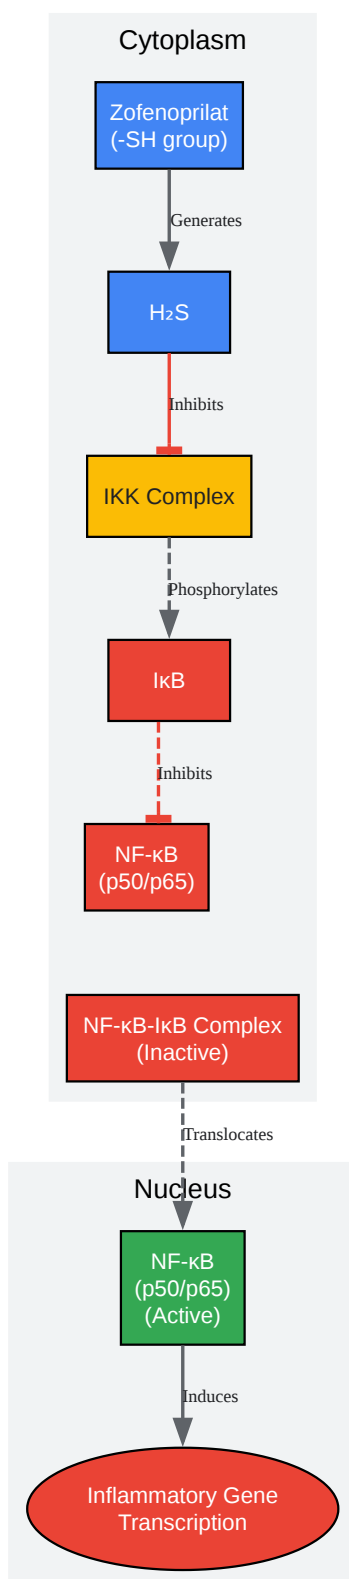 Cytoplasm
Zofenoprilat
(-SH group)
Generates
H₂S
Inhibits
IKK Complex
Phosphorylates
IκB
Inhibits
NF-κB
(p50/p65)
NF-κB-IκB Complex
(Inactive)
Translocates
Nucleus
NF-κB
(p50/p65)
(Active)
Induces
Inflammatory Gene
Transcription